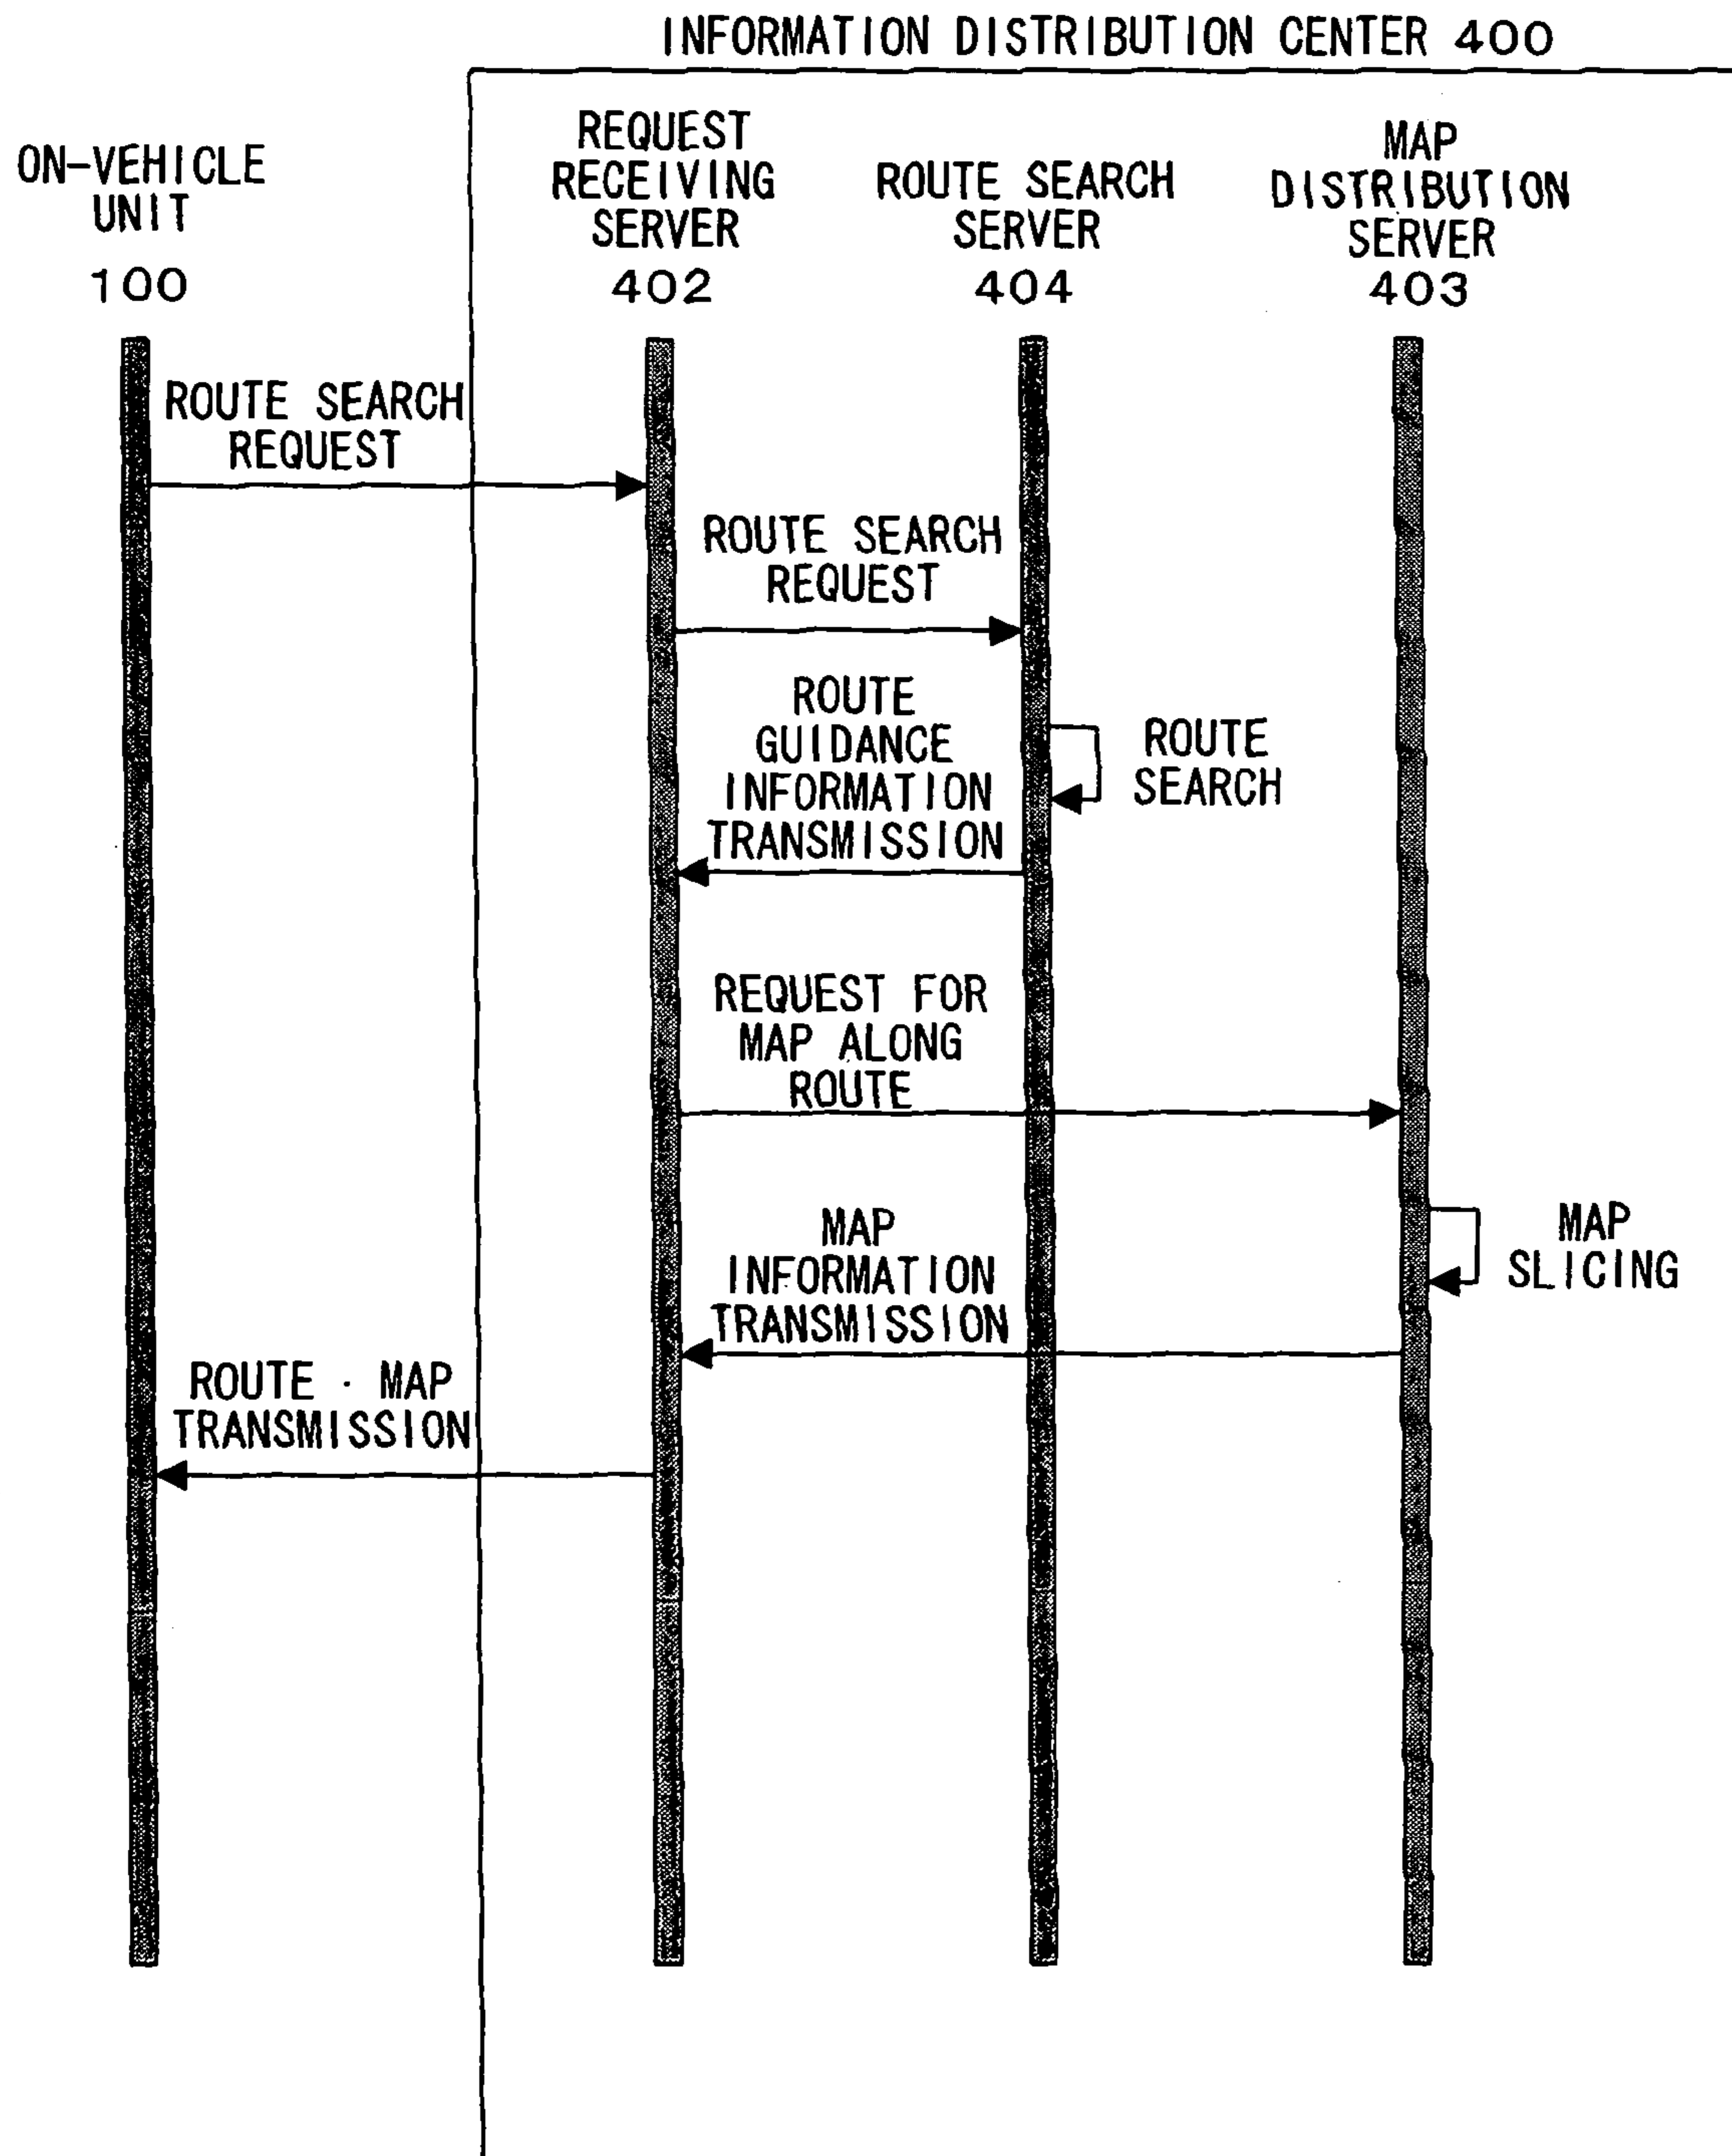 INFORMATION DISTRIBUTION CENTER 400
ON-VEHICLE
UNIT
100
REQUEST
RECEIVING
SERVER
402
ROUTE SEARCH
SERVER
404
MAP
DISTRIBUTION
SERVER
403
ROUTE SEARCH
REQUEST
ROUTE SEARCH
REQUEST
ROUTE
GUIDANCE
INFORMATION
TRANSMISSION
ROUTE
SEARCH
REQUEST FOR
MAP ALONG
ROUTE
MAP
SLICING
MAP
INFORMATION
TRANSMISSION
ROUTE · MAP
TRANSMISSION